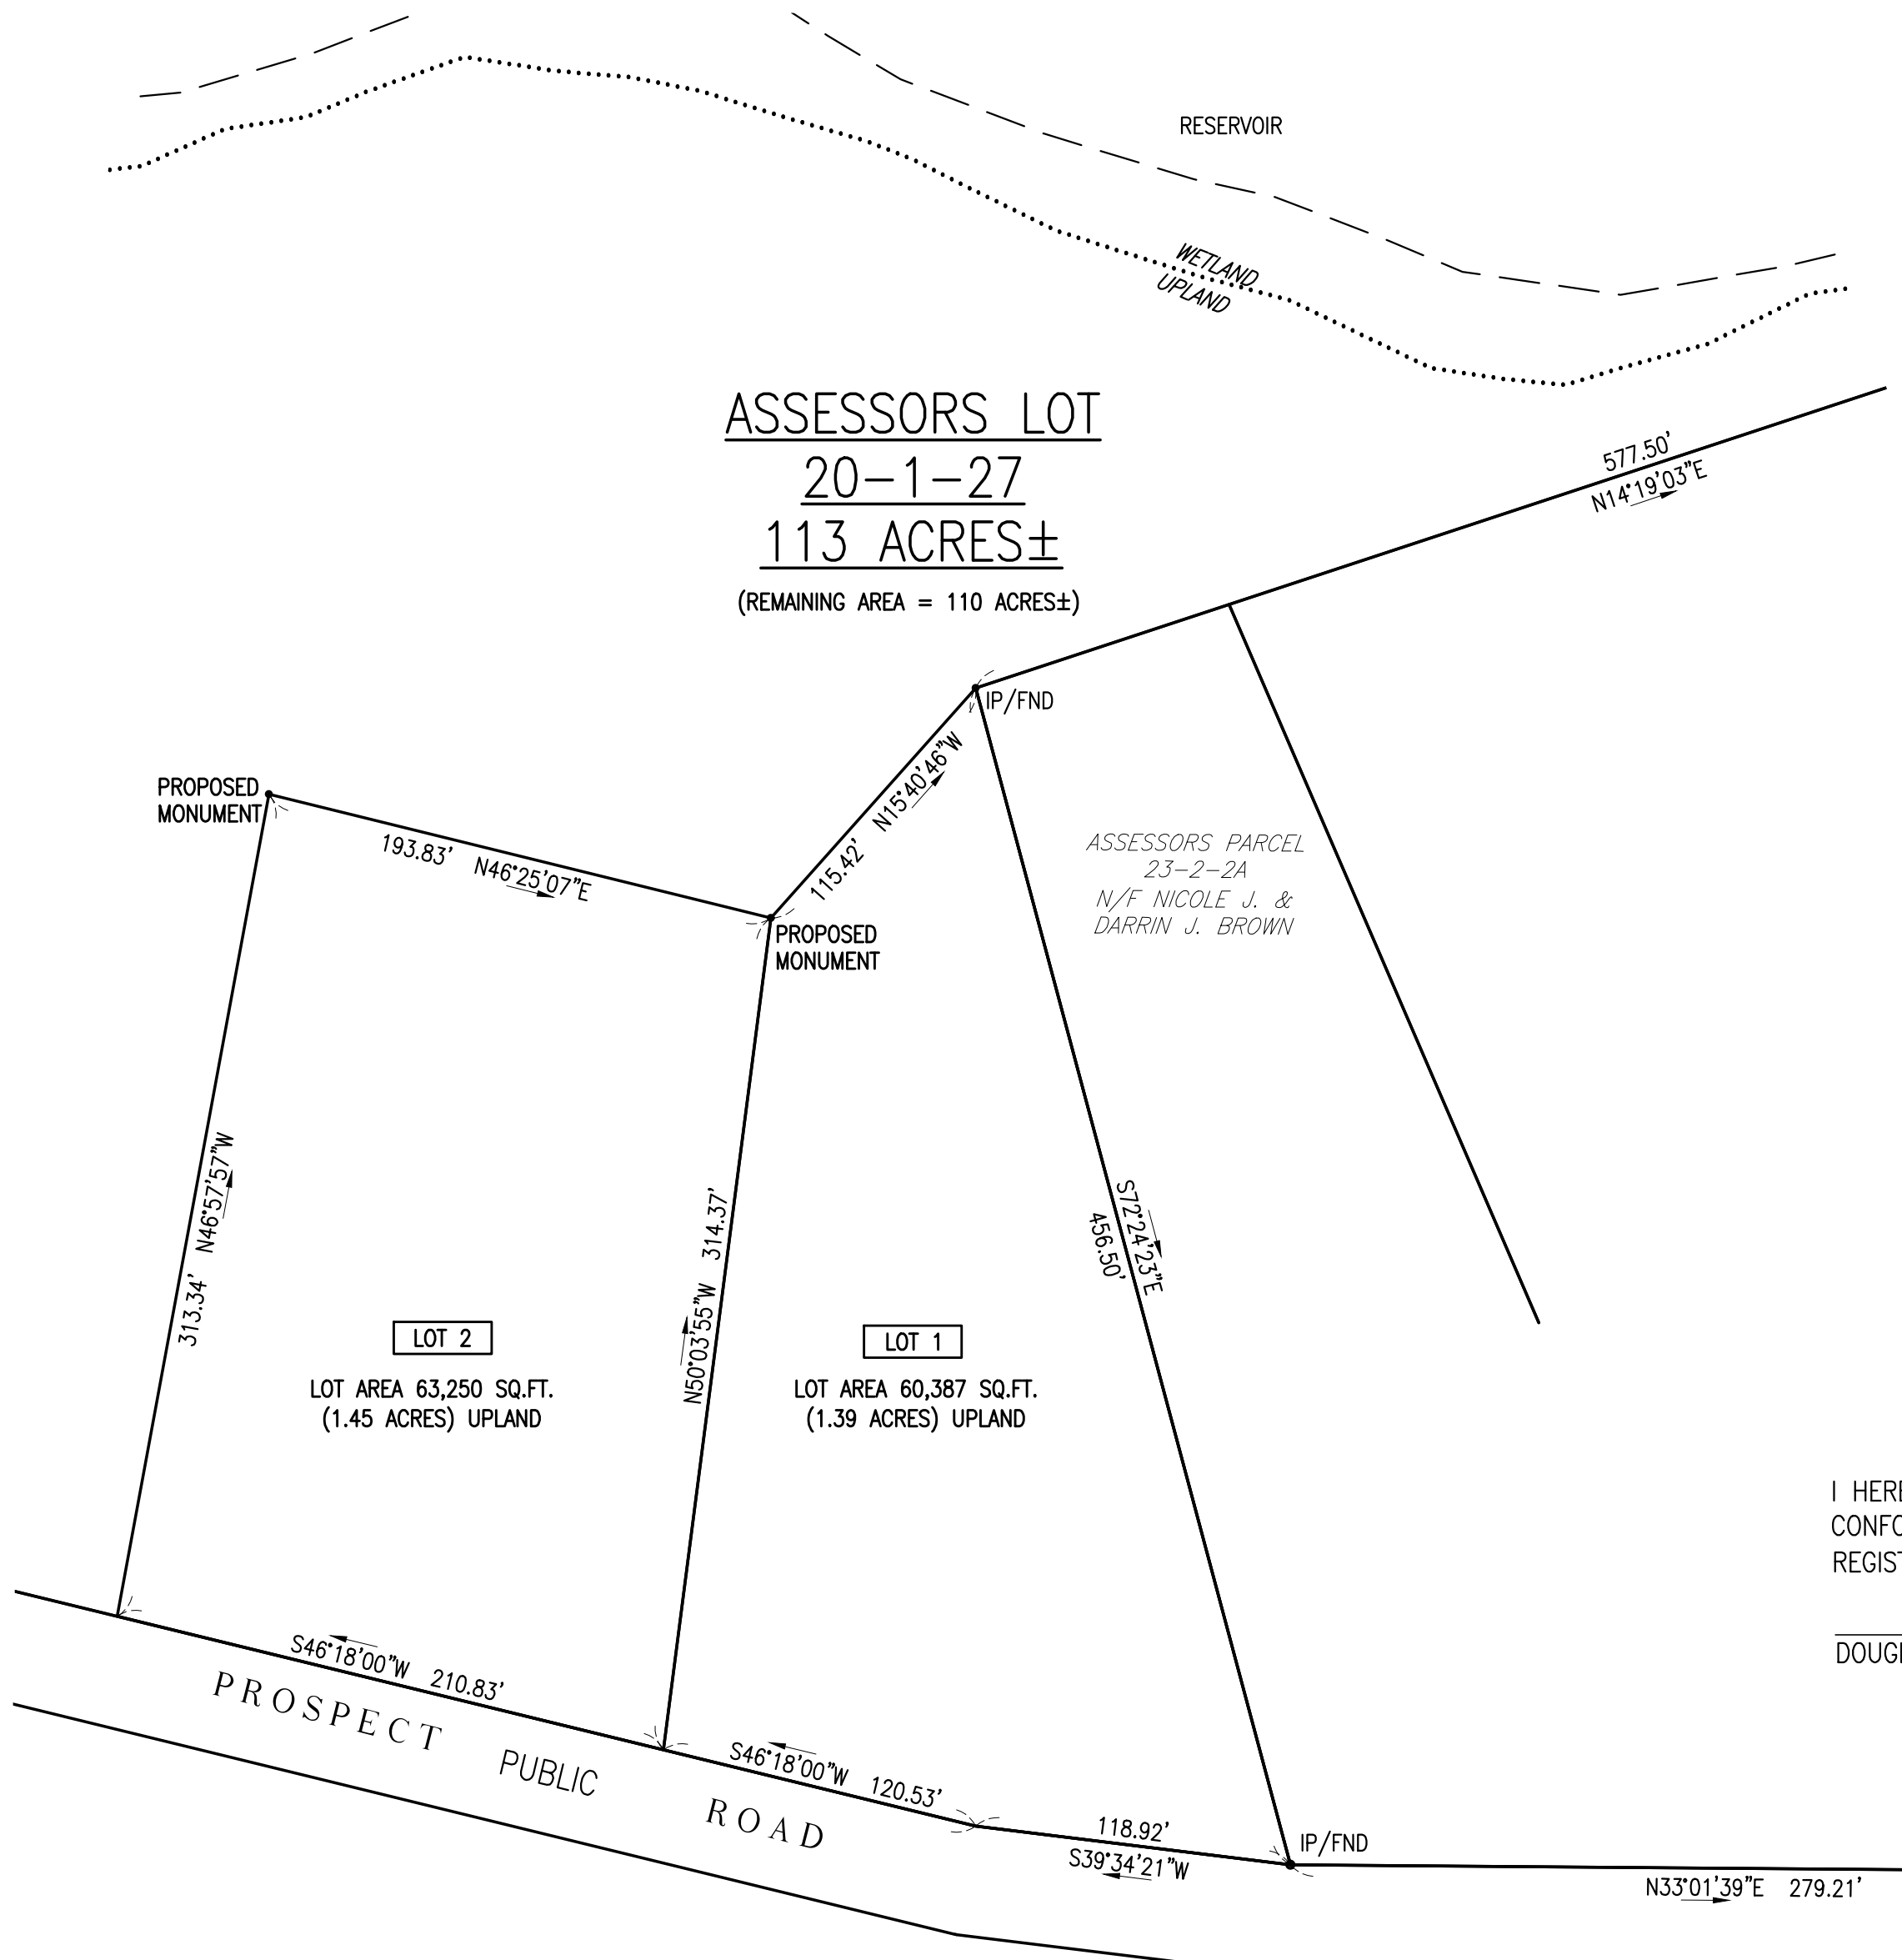 RESERVOIR
WETLAND
UPLAND
ASSESSORS LOT
20-1-27
113 ACRES±
(REMAINING AREA = 110 ACRES±)
577.50'
N14°19'03"E
IP/FND
PROPOSED
MONUMENT
193.83' N46°25'07"E
115.42' N15°40'46"W
PROPOSED
MONUMENT
ASSESSORS PARCEL
23-2-2A
N/F NICOLE J. &
DARRIN J. BROWN
313.34' N46°57'57"W
N50°03'55"W 314.37'
S72°24'23"E
456.50'
LOT 2
LOT AREA 63,250 SQ.FT.
(1.45 ACRES) UPLAND
LOT 1
LOT AREA 60,387 SQ.FT.
(1.39 ACRES) UPLAND
I HERE
CONFO
REGIST
DOUGI
S46°18'00"W 210.83'
S46°18'00"W 120.53'
PROSPECT PUBLIC ROAD
118.92'
S39°34'21"W
IP/FND
N33°01'39"E 279.21'